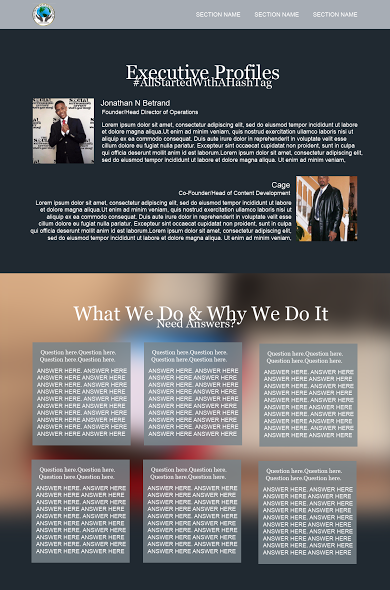 SECTION NAME SECTION NAME SECTION NAME
Executive Profiles
#AllStartedWithAHashTag
Jonathan N Betrand
Founder/Head Director of Operations
Lorem ipsum dolor sit amet, consectetur adipiscing elit, sed do eiusmod tempor incididunt ut labore
et dolore magna aliqua.Ut enim ad minim veniam, quis nostrud exercitation ullamco laboris nisi ut
aliquip ex ea commodo consequat. Duis aute irure dolor in reprehenderit in voluptate velit esse
cillum dolore eu fugiat nulla pariatur. Excepteur sint occaecat cupidatat non proident, sunt in culpa
qui officia deserunt mollit anim id est laborum.Lorem ipsum dolor sit amet, consectetur adipiscing elit,
sed do eiusmod tempor incididunt ut labore et dolore magna aliqua.Ut enim ad minim veniam,
Cage
Co-Founder/Head of Content Development
Lorem ipsum dolor sit amet, consectetur adipiscing elit, sed do eiusmod tempor incididunt ut labore
et dolore magna aliqua.Ut enim ad minim veniam, quis nostrud exercitation ullamco laboris nisi ut
aliquip ex ea commodo consequat. Duis aute irure dolor in reprehenderit in voluptate velit esse
cillum dolore eu fugiat nulla pariatur. Excepteur sint occaecat cupidatat non proident, sunt in culpa
qui officia deserunt mollit anim id est laborum.Lorem ipsum dolor sit amet, consectetur adipiscing elit,
sed do eiusmod tempor incididunt ut labore et dolore magna aliqua.Ut enim ad minim veniam,
What We Do & Why We Do It
Need Answers?
Question here.Question here.
Question here.Question here.
ANSWER HERE. ANSWER HERE
ANSWER HERE ANSWER HERE
ANSWER HERE ANSWER HERE
ANSWER HERE ANSWER HERE
ANSWER HERE ANSWER HERE
ANSWER HERE ANSWER HERE
ANSWER HERE ANSWER HERE
ANSWER HERE ANSWER HERE
ANSWER HERE ANSWER HERE
ANSWER HERE ANSWER HERE
Question here.Question here.
Question here.Question here.
ANSWER HERE. ANSWER HERE
ANSWER HERE ANSWER HERE
ANSWER HERE ANSWER HERE
ANSWER HERE ANSWER HERE
ANSWER HERE ANSWER HERE
ANSWER HERE ANSWER HERE
ANSWER HERE ANSWER HERE
ANSWER HERE ANSWER HERE
ANSWER HERE ANSWER HERE
ANSWER HERE ANSWER HERE
Question here.Question here.
Question here.Question here.
ANSWER HERE. ANSWER HERE
ANSWER HERE ANSWER HERE
ANSWER HERE ANSWER HERE
ANSWER HERE ANSWER HERE
ANSWER HERE ANSWER HERE
ANSWER HERE ANSWER HERE
ANSWER HERE ANSWER HERE
ANSWER HERE ANSWER HERE
ANSWER HERE ANSWER HERE
ANSWER HERE ANSWER HERE
Question here.Question here.
Question here.Question here.
ANSWER HERE. ANSWER HERE
ANSWER HERE ANSWER HERE
ANSWER HERE ANSWER HERE
ANSWER HERE ANSWER HERE
ANSWER HERE ANSWER HERE
ANSWER HERE ANSWER HERE
ANSWER HERE ANSWER HERE
ANSWER HERE ANSWER HERE
ANSWER HERE ANSWER HERE
ANSWER HERE ANSWER HERE
Question here.Question here.
Question here.Question here.
ANSWER HERE. ANSWER HERE
ANSWER HERE ANSWER HERE
ANSWER HERE ANSWER HERE
ANSWER HERE ANSWER HERE
ANSWER HERE ANSWER HERE
ANSWER HERE ANSWER HERE
ANSWER HERE ANSWER HERE
ANSWER HERE ANSWER HERE
ANSWER HERE ANSWER HERE
ANSWER HERE ANSWER HERE
Question here.Question here.
Question here.Question here.
ANSWER HERE. ANSWER HERE
ANSWER HERE ANSWER HERE
ANSWER HERE ANSWER HERE
ANSWER HERE ANSWER HERE
ANSWER HERE ANSWER HERE
ANSWER HERE ANSWER HERE
ANSWER HERE ANSWER HERE
ANSWER HERE ANSWER HERE
ANSWER HERE ANSWER HERE
ANSWER HERE ANSWER HERE